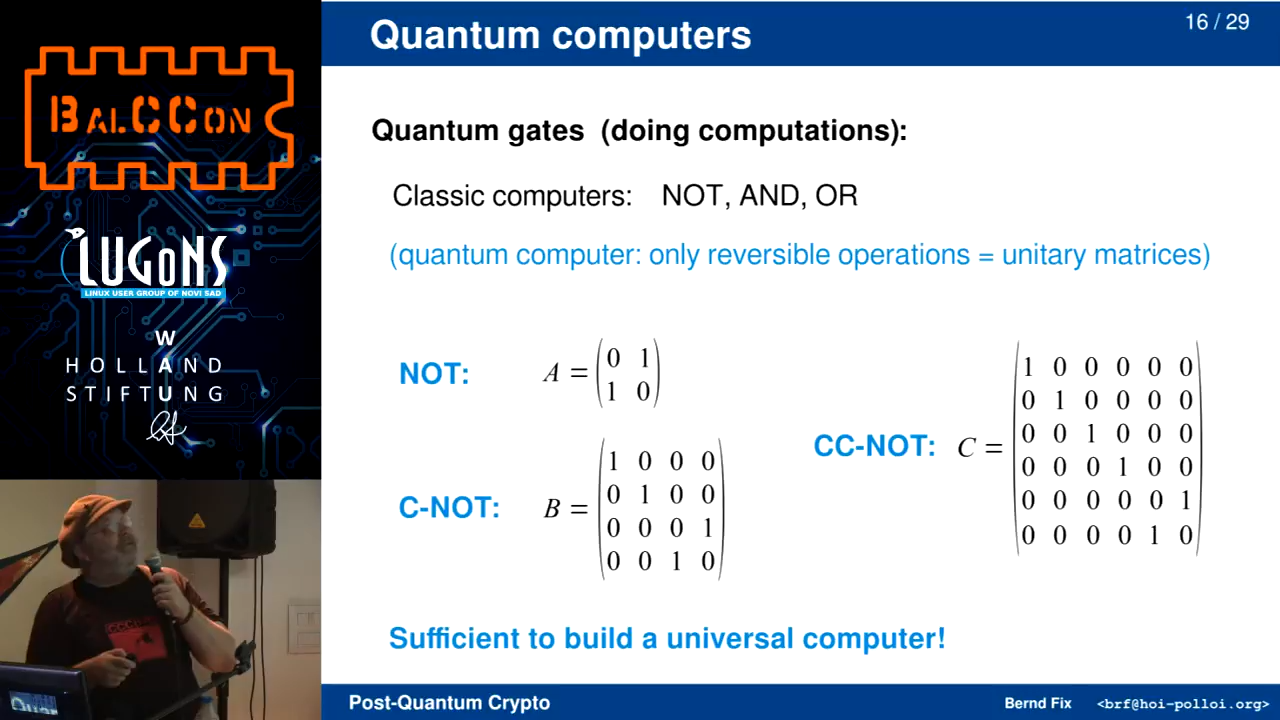 BALCCON
LUGoNS
LINUX USER GROUP OF NOVI SAD
W
HOLLAND
STIFTUNG
Quantum computers
16 / 29
Quantum gates (doing computations):
Classic computers: NOT, AND, OR
(quantum computer: only reversible operations = unitary matrices)
NOT: A = (0 1
1 0)
C-NOT: B = (1 0 0 0
0 1 0 0
0 0 0 1
0 0 1 0)
CC-NOT: C = (1 0 0 0 0 0
0 1 0 0 0 0
0 0 1 0 0 0
0 0 0 1 0 0
0 0 0 0 0 1
0 0 0 0 1 0)
Sufficient to build a universal computer!
Post-Quantum Crypto
Bernd Fix <brf@hoi-polloi.org>